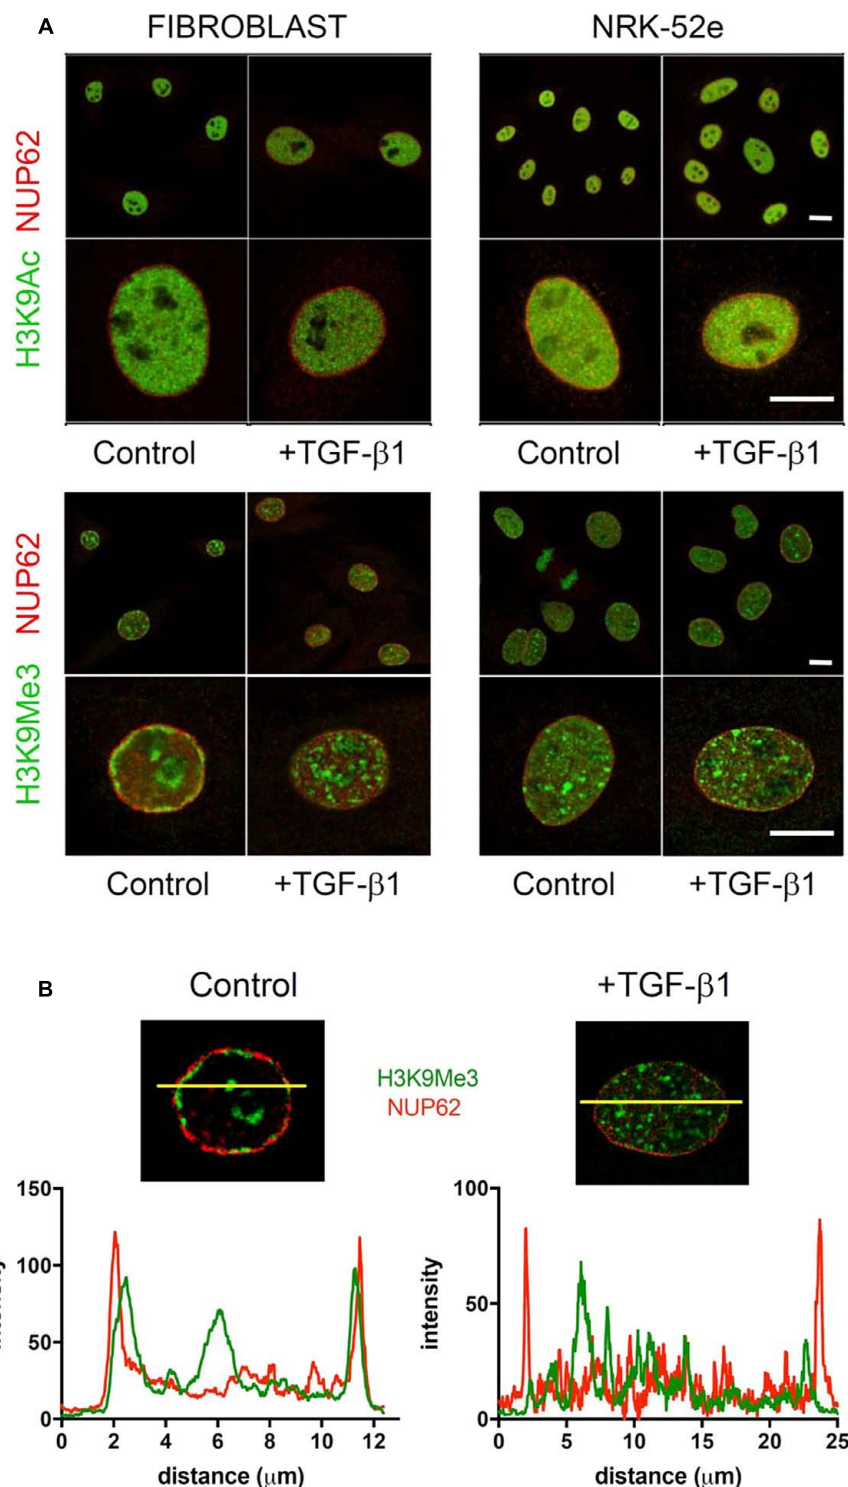 A
FIBROBLAST NRK-52e
H3K9Ac NUP62
Control +TGF-β1 Control +TGF-β1
H3K9Me3 NUP62
Control +TGF-β1 Control +TGF-β1
B
Control +TGF-β1
H3K9Me3
NUP62
150
100
50
0
0 2 4 6 8 10 12
distance (μm)
intensity
100
50
0
0 5 10 15 20 25
distance (μm)